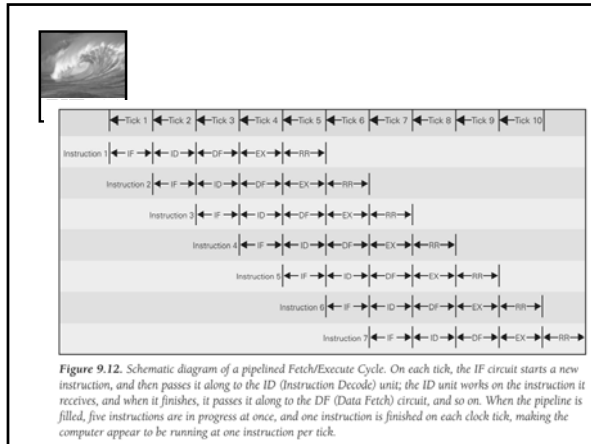 Tick 1 Tick 2 Tick 3 Tick 4 Tick 5 Tick 6 Tick 7 Tick 8 Tick 9 Tick 10
Instruction 1 IF ID DF EX RR
Instruction 2 IF ID DF EX RR
Instruction 3 IF ID DF EX RR
Instruction 4 IF ID DF EX RR
Instruction 5 IF ID DF EX RR
Instruction 6 IF ID DF EX RR
Instruction 7 IF ID DF EX RR
Figure 9.12. Schematic diagram of a pipelined Fetch/Execute Cycle. On each tick, the IF circuit starts a new
instruction, and then passes it along to the ID (Instruction Decode) unit; the ID unit works on the instruction it
receives, and when it finishes, it passes it along to the DF (Data Fetch) circuit, and so on. When the pipeline is
filled, five instructions are in progress at once, and one instruction is finished on each clock tick, making the
computer appear to be running at one instruction per tick.